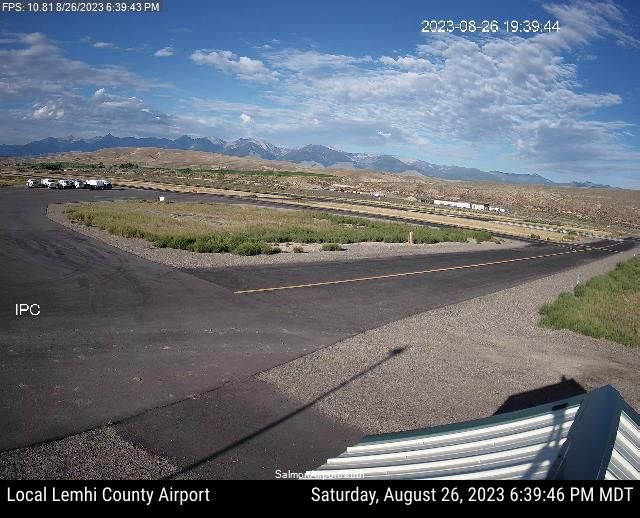 FPS: 10.81 8/26/2023 6:39:43 PM
2023-08-26 19:39:44
IPC
Local Lemhi County Airport
Saturday, August 26, 2023 6:39:46 PM MDT